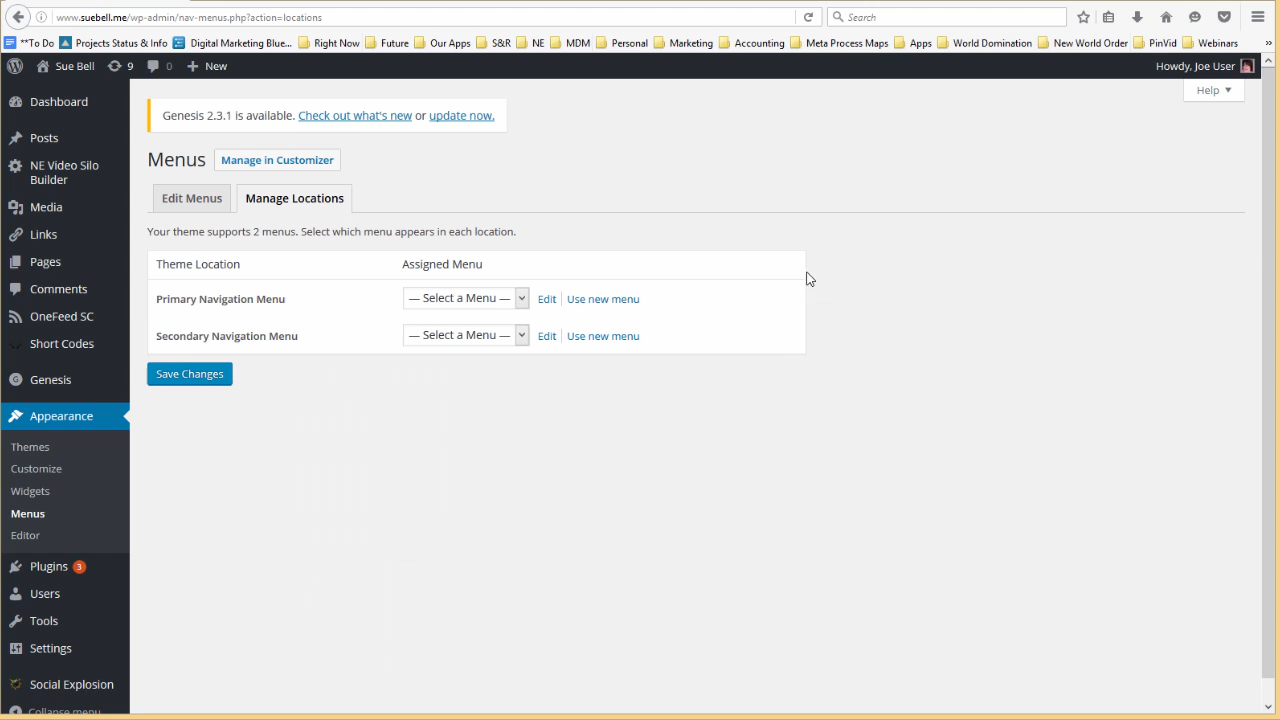 www.suebell.me/wp-admin/nav-menus.php?action=locations
Search
**To Do
Projects Status & Info
Digital Marketing Blue...
Right Now
Future
Our Apps
S&R
NE
MDM
Personal
Marketing
Accounting
Meta Process Maps
Apps
World Domination
New World Order
PinVid
Webinars
»
Sue Bell
9
0
New
Howdy, Joe User
Help
Dashboard
Posts
NE Video Silo
Builder
Media
Links
Pages
Comments
OneFeed SC
Short Codes
Genesis
Appearance
Themes
Customize
Widgets
Menus
Editor
Plugins 3
Users
Tools
Settings
Social Explosion
Collapse menu
Genesis 2.3.1 is available. Check out what's new or update now.
Menus
Manage in Customizer
Edit Menus
Manage Locations
Your theme supports 2 menus. Select which menu appears in each location.
Theme Location
Assigned Menu
Primary Navigation Menu
— Select a Menu —
Edit
Use new menu
Secondary Navigation Menu
— Select a Menu —
Edit
Use new menu
Save Changes